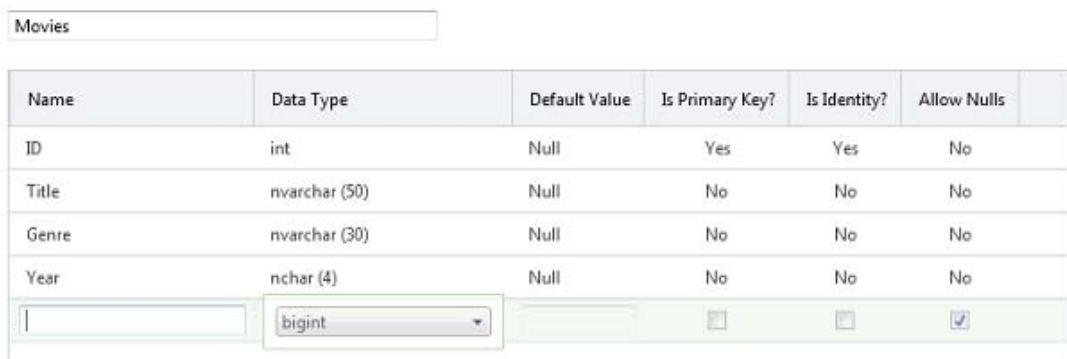 Movies
Name Data Type Default Value Is Primary Key? Is Identity? Allow Nulls
ID int Null Yes Yes No
Title nvarchar (50) Null No No No
Genre nvarchar (30) Null No No No
Year nchar (4) Null No No No
bigint